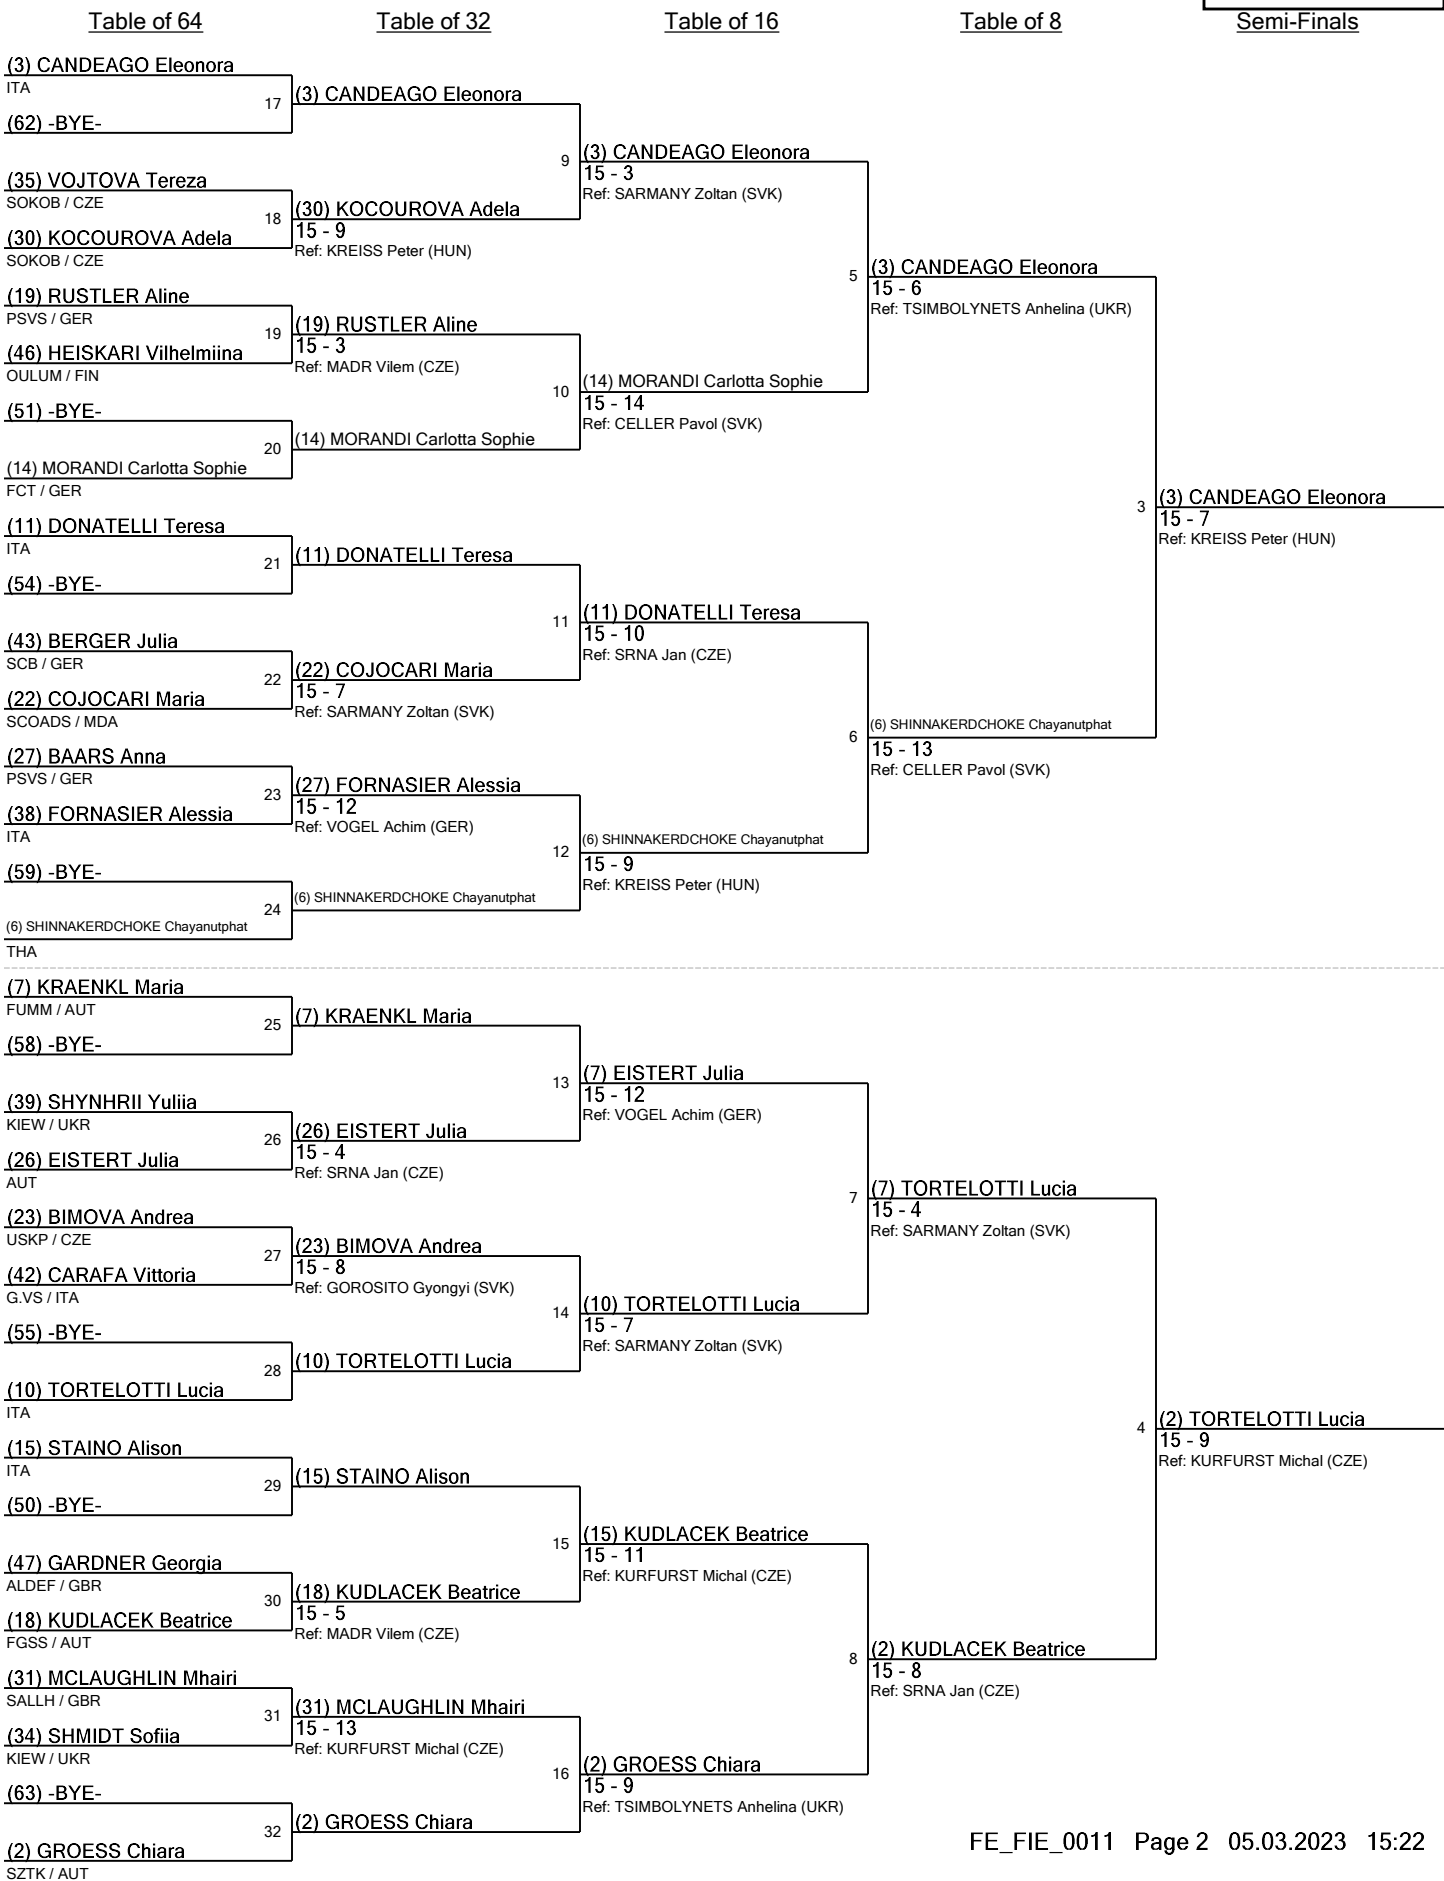 Table of 64
Table of 32
Table of 16
Table of 8
Semi-Finals
(3) CANDEAGO Eleonora
ITA
17
(3) CANDEAGO Eleonora
(62) -BYE-
9
(3) CANDEAGO Eleonora
15 - 3
Ref: SARMANY Zoltan (SVK)
(35) VOJTOVA Tereza
SOKOB / CZE
18
(30) KOCOUROVA Adela
15 - 9
Ref: KREISS Peter (HUN)
(30) KOCOUROVA Adela
SOKOB / CZE
5
(3) CANDEAGO Eleonora
15 - 6
Ref: TSIMBOLYNETS Anhelina (UKR)
(19) RUSTLER Aline
PSVS / GER
19
(19) RUSTLER Aline
15 - 3
Ref: MADR Vilem (CZE)
(46) HEISKARI Vilhelmiina
OULUM / FIN
10
(14) MORANDI Carlotta Sophie
15 - 14
Ref: CELLER Pavol (SVK)
(51) -BYE-
20
(14) MORANDI Carlotta Sophie
(14) MORANDI Carlotta Sophie
FCT / GER
3
(3) CANDEAGO Eleonora
15 - 7
Ref: KREISS Peter (HUN)
(11) DONATELLI Teresa
ITA
21
(11) DONATELLI Teresa
(54) -BYE-
11
(11) DONATELLI Teresa
15 - 10
Ref: SRNA Jan (CZE)
(43) BERGER Julia
SCB / GER
22
(22) COJOCARI Maria
15 - 7
Ref: SARMANY Zoltan (SVK)
(22) COJOCARI Maria
SCOADS / MDA
6
(6) SHINNAKERDCHOKE Chayanutphat
15 - 13
Ref: CELLER Pavol (SVK)
(27) BAARS Anna
PSVS / GER
23
(27) FORNASIER Alessia
15 - 12
Ref: VOGEL Achim (GER)
(38) FORNASIER Alessia
ITA
12
(6) SHINNAKERDCHOKE Chayanutphat
15 - 9
Ref: KREISS Peter (HUN)
(59) -BYE-
24
(6) SHINNAKERDCHOKE Chayanutphat
(6) SHINNAKERDCHOKE Chayanutphat
THA
(7) KRAENKL Maria
FUMM / AUT
25
(7) KRAENKL Maria
(58) -BYE-
13
(7) EISTERT Julia
15 - 12
Ref: VOGEL Achim (GER)
(39) SHYNHRII Yuliia
KIEW / UKR
26
(26) EISTERT Julia
15 - 4
Ref: SRNA Jan (CZE)
(26) EISTERT Julia
AUT
7
(7) TORTELOTTI Lucia
15 - 4
Ref: SARMANY Zoltan (SVK)
(23) BIMOVA Andrea
USKP / CZE
27
(23) BIMOVA Andrea
15 - 8
Ref: GOROSITO Gyongyi (SVK)
(42) CARAFA Vittoria
G.VS / ITA
14
(10) TORTELOTTI Lucia
15 - 7
Ref: SARMANY Zoltan (SVK)
(55) -BYE-
28
(10) TORTELOTTI Lucia
(10) TORTELOTTI Lucia
ITA
4
(2) TORTELOTTI Lucia
15 - 9
Ref: KURFURST Michal (CZE)
(15) STAINO Alison
ITA
29
(15) STAINO Alison
(50) -BYE-
15
(15) KUDLACEK Beatrice
15 - 11
Ref: KURFURST Michal (CZE)
(47) GARDNER Georgia
ALDEF / GBR
30
(18) KUDLACEK Beatrice
15 - 5
Ref: MADR Vilem (CZE)
(18) KUDLACEK Beatrice
FGSS / AUT
8
(2) KUDLACEK Beatrice
15 - 8
Ref: SRNA Jan (CZE)
(31) MCLAUGHLIN Mhairi
SALLH / GBR
31
(31) MCLAUGHLIN Mhairi
15 - 13
Ref: KURFURST Michal (CZE)
(34) SHMIDT Sofiia
KIEW / UKR
16
(2) GROESS Chiara
15 - 9
Ref: TSIMBOLYNETS Anhelina (UKR)
(63) -BYE-
32
(2) GROESS Chiara
(2) GROESS Chiara
SZTK / AUT
FE_FIE_0011 Page 2 05.03.2023 15:22